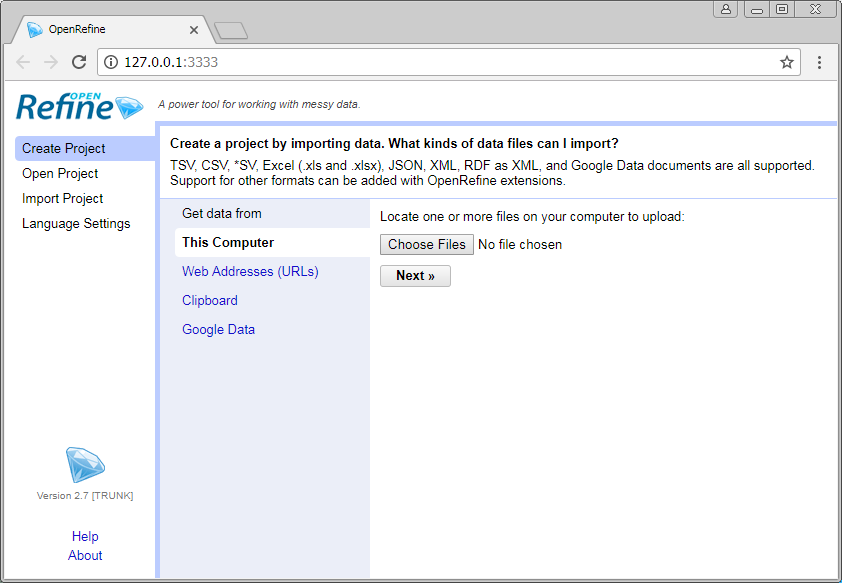 OpenRefine
127.0.0.1:3333
OPEN
Refine
A power tool for working with messy data.
Create Project
Open Project
Import Project
Language Settings
Create a project by importing data. What kinds of data files can I import?
TSV, CSV, *SV, Excel (.xls and .xlsx), JSON, XML, RDF as XML, and Google Data documents are all supported.
Support for other formats can be added with OpenRefine extensions.
Get data from
This Computer
Web Addresses (URLs)
Clipboard
Google Data
Locate one or more files on your computer to upload:
Choose Files No file chosen
Next »
Version 2.7 [TRUNK]
Help
About